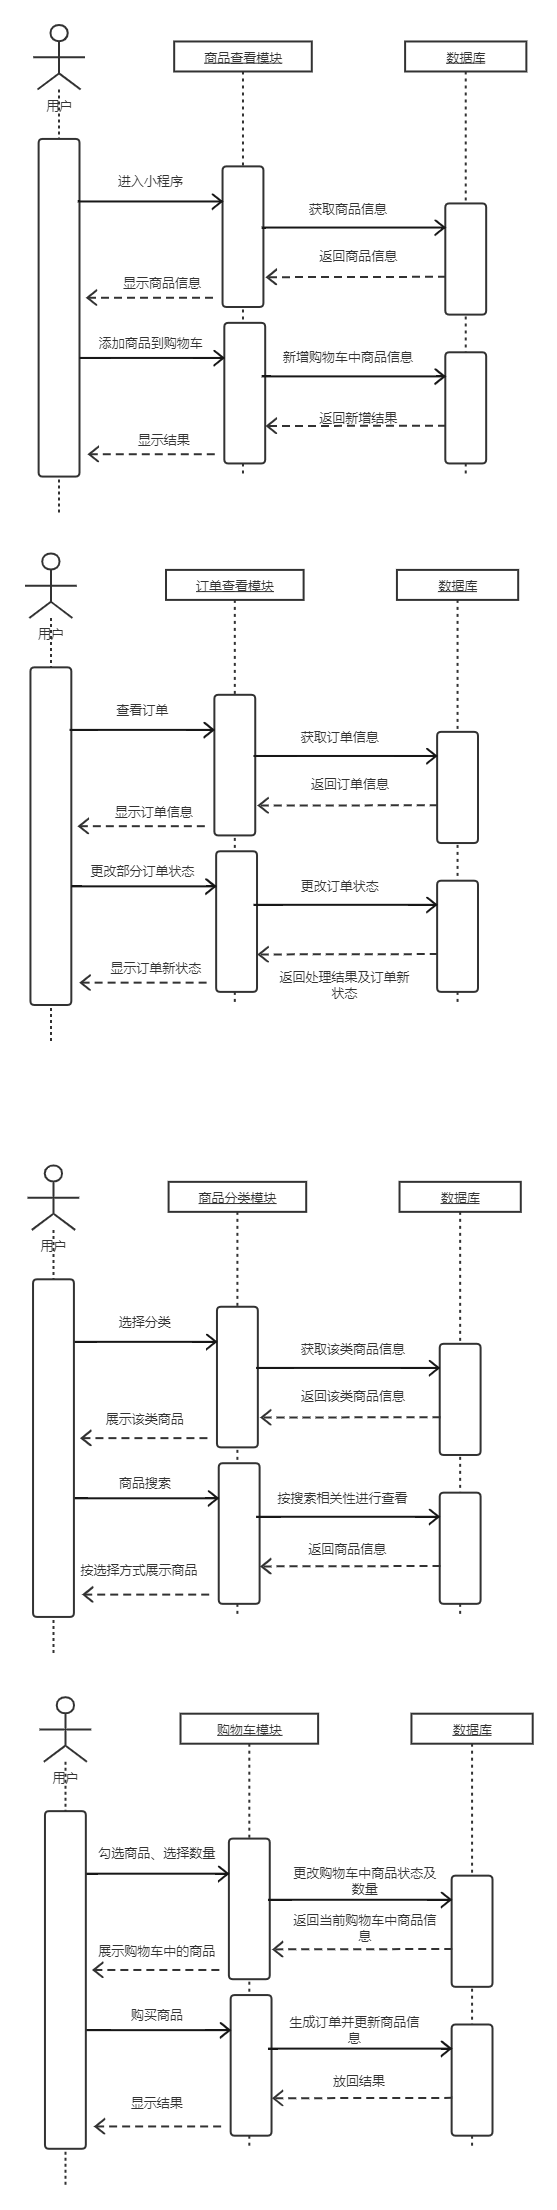 商品查看模块
数据库
用户
进入小程序
获取商品信息
返回商品信息
显示商品信息
添加商品到购物车
新增购物车中商品信息
返回新增结果
显示结果
订单查看模块
数据库
用户
查看订单
获取订单信息
返回订单信息
显示订单信息
更改部分订单状态
更改订单状态
显示订单新状态
返回处理结果及订单新
状态
商品分类模块
数据库
用户
选择分类
获取该类商品信息
返回该类商品信息
展示该类商品
商品搜索
按搜索相关性进行查看
返回商品信息
按选择方式展示商品
购物车模块
数据库
用户
勾选商品、选择数量
更改购物车中商品状态及
数量
返回当前购物车中商品信
息
展示购物车中的商品
购买商品
生成订单并更新商品信
息
放回结果
显示结果